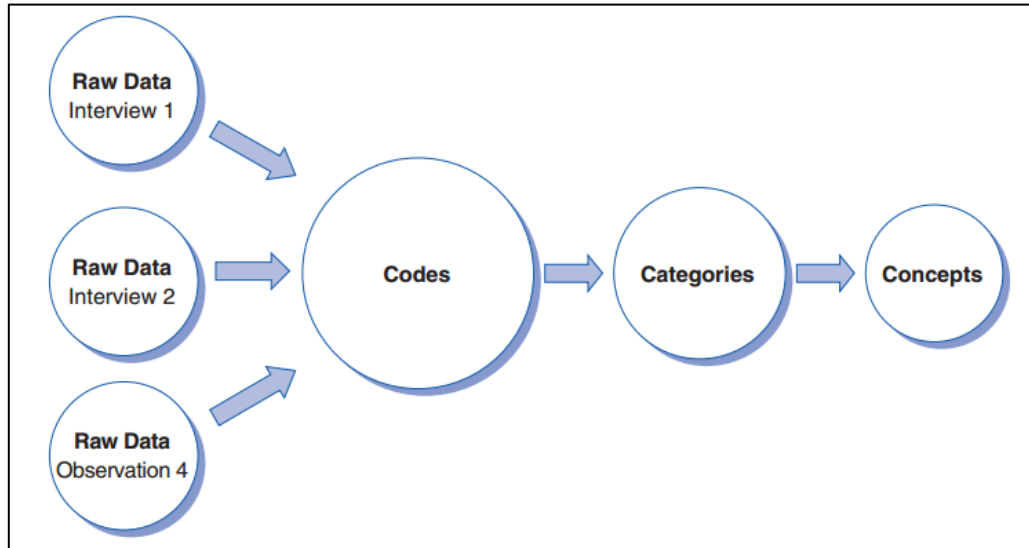 Raw Data
Interview 1
Raw Data
Interview 2
Raw Data
Observation 4
Codes
Categories
Concepts